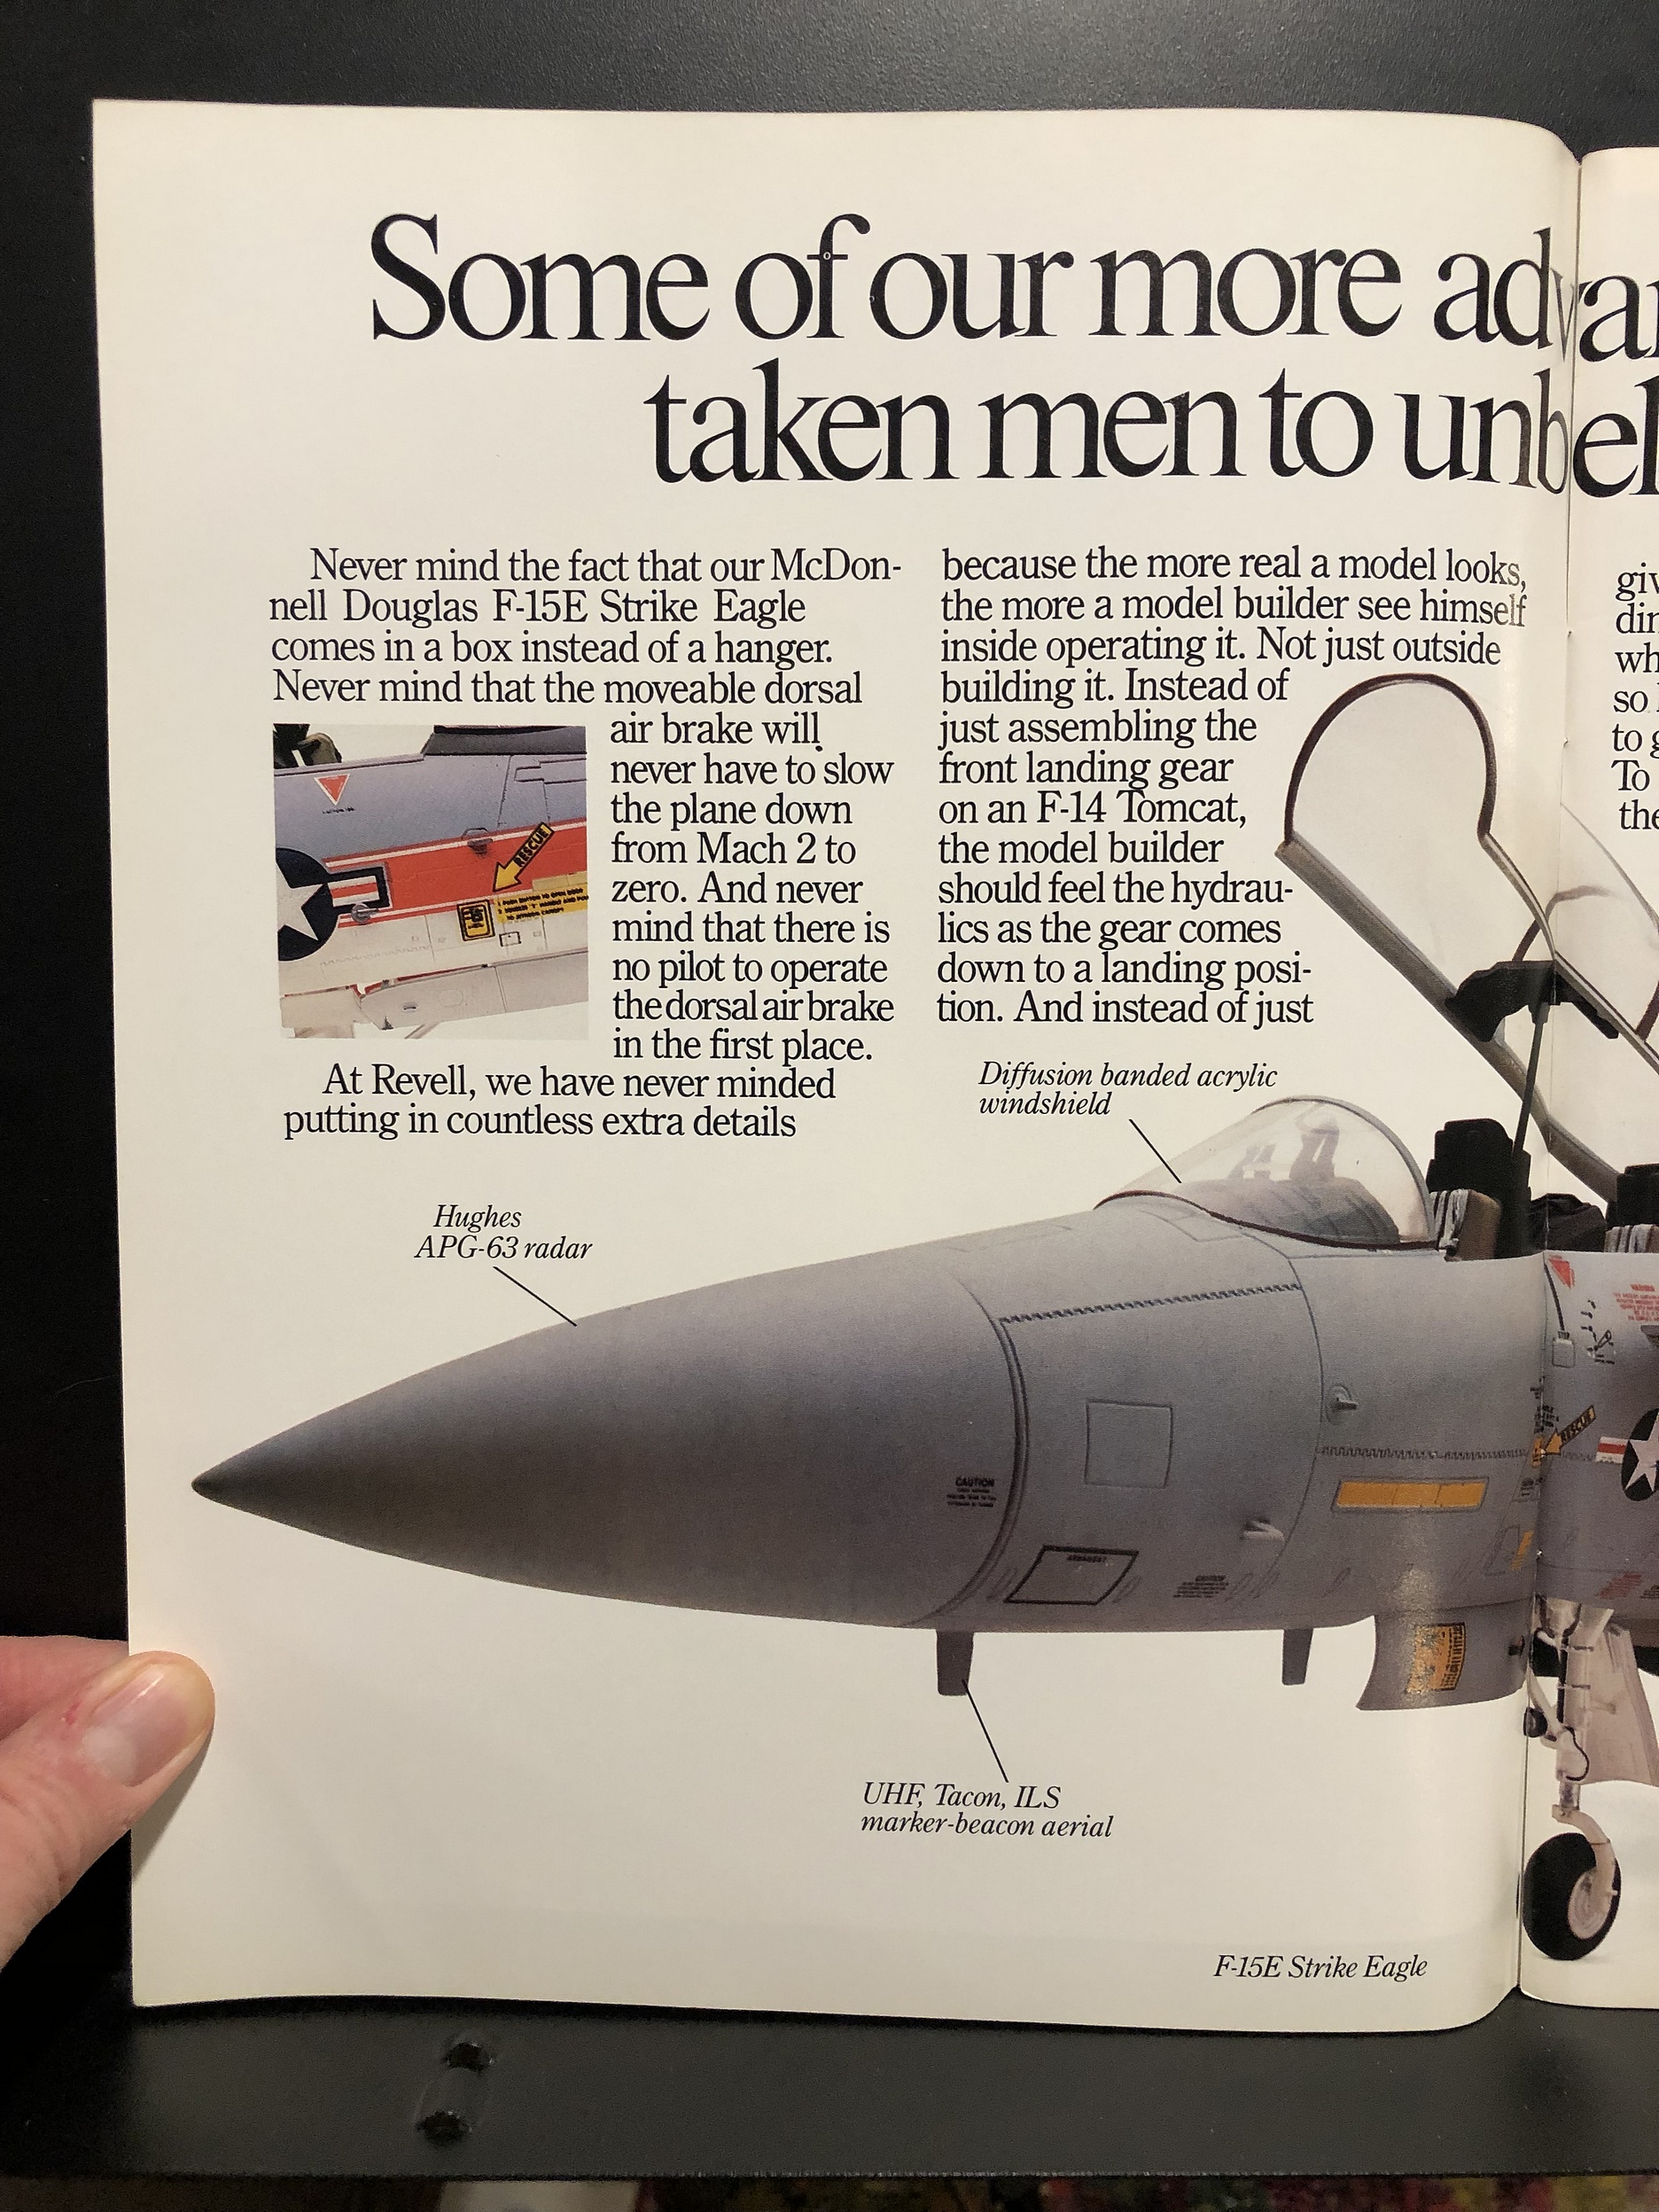 Some of our more advan
taken men to unbel
Never mind the fact that our McDon-
nell Douglas F-15E Strike Eagle
comes in a box instead of a hanger.
Never mind that the moveable dorsal
air brake will
never have to slow
the plane down
from Mach 2 to
zero. And never
mind that there is
no pilot to operate
the dorsal air brake
in the first place.
At Revell, we have never minded
putting in countless extra details
because the more real a model looks,
the more a model builder see himself
inside operating it. Not just outside
building it. Instead of
just assembling the
front landing gear
on an F-14 Tomcat,
the model builder
should feel the hydrau-
lics as the gear comes
down to a landing posi-
tion. And instead of just
RESCUE
Diffusion banded acrylic
windshield
Hughes
APG-63 radar
CAUTION
RESCUE
UHF, Tacon, ILS
marker-beacon aerial
F-15E Strike Eagle
so
to g
To
the